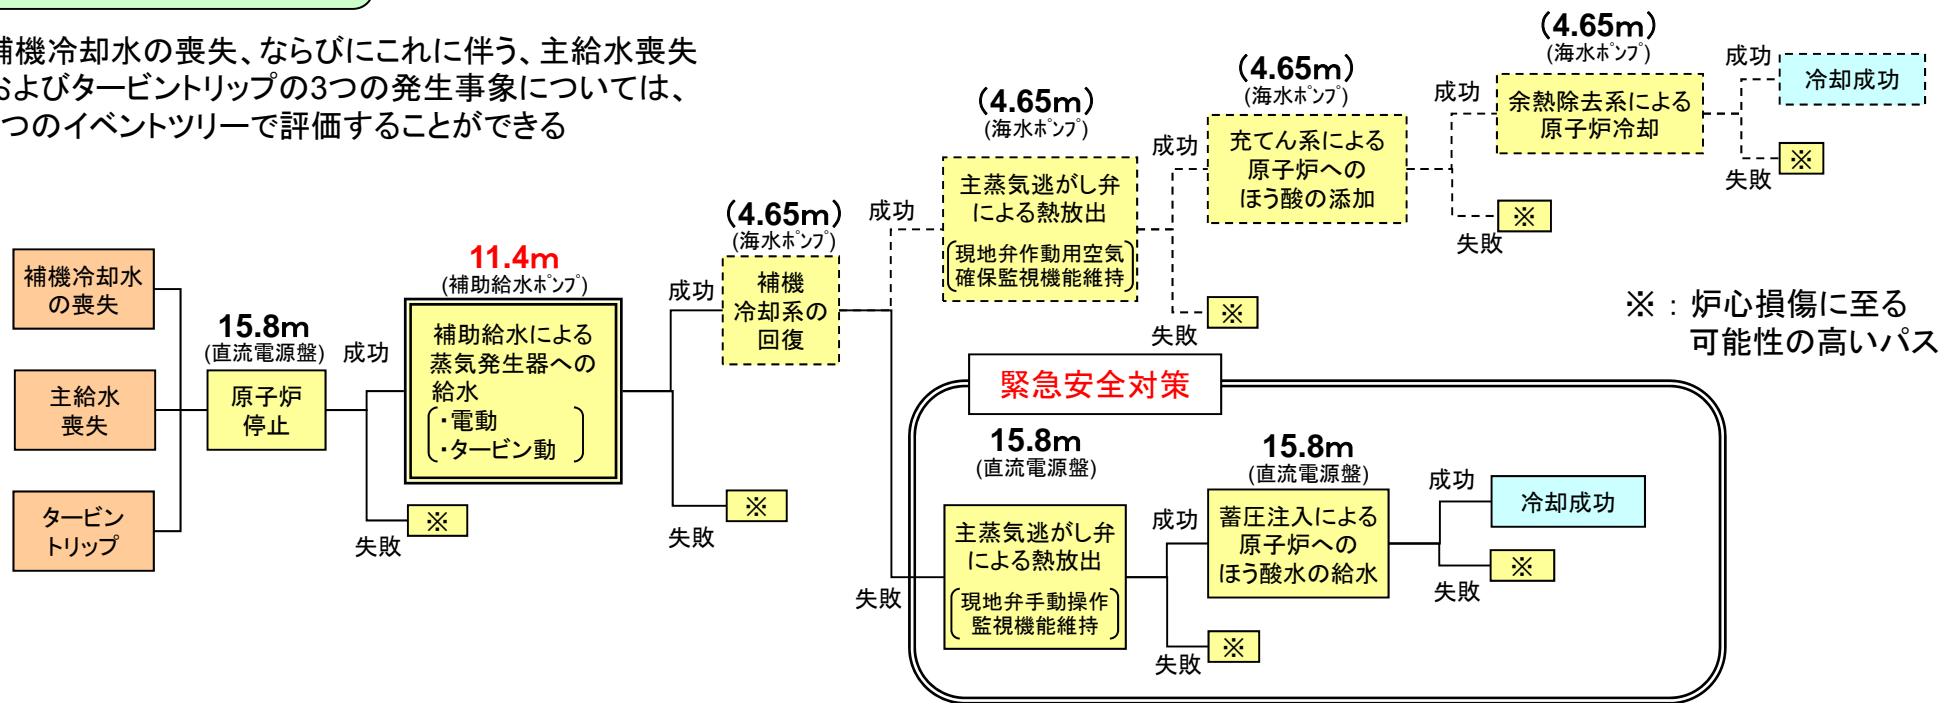 補機冷却水の喪失、ならびにこれに伴う、主給水喪失
およびタービントリップの3つの発生事象については、
つのイベントツリーで評価することができる
補機冷却水
の喪失
主給水
喪失
タービン
トリップ
15.8m
(直流電源盤)
原子炉
停止
成功
失敗
※
11.4m
(補助給水ﾎﾟﾝﾌﾟ)
補助給水による
蒸気発生器への
給水
・電動
・タービン動
成功
失敗
※
(4.65m)
(海水ﾎﾟﾝﾌﾟ)
補機
冷却系の
回復
成功
失敗
(4.65m)
(海水ﾎﾟﾝﾌﾟ)
主蒸気逃がし弁
による熱放出
現地弁作動用空気
確保監視機能維持
成功
失敗
※
(4.65m)
(海水ﾎﾟﾝﾌﾟ)
充てん系による
原子炉への
ほう酸の添加
成功
失敗
※
(4.65m)
(海水ﾎﾟﾝﾌﾟ)
余熱除去系による
原子炉冷却
成功
失敗
冷却成功
※
※ : 炉心損傷に至る
可能性の高いパス
緊急安全対策
15.8m
(直流電源盤)
主蒸気逃がし弁
による熱放出
現地弁手動操作
監視機能維持
成功
失敗
※
15.8m
(直流電源盤)
蓄圧注入による
原子炉への
ほう酸水の給水
成功
失敗
冷却成功
※